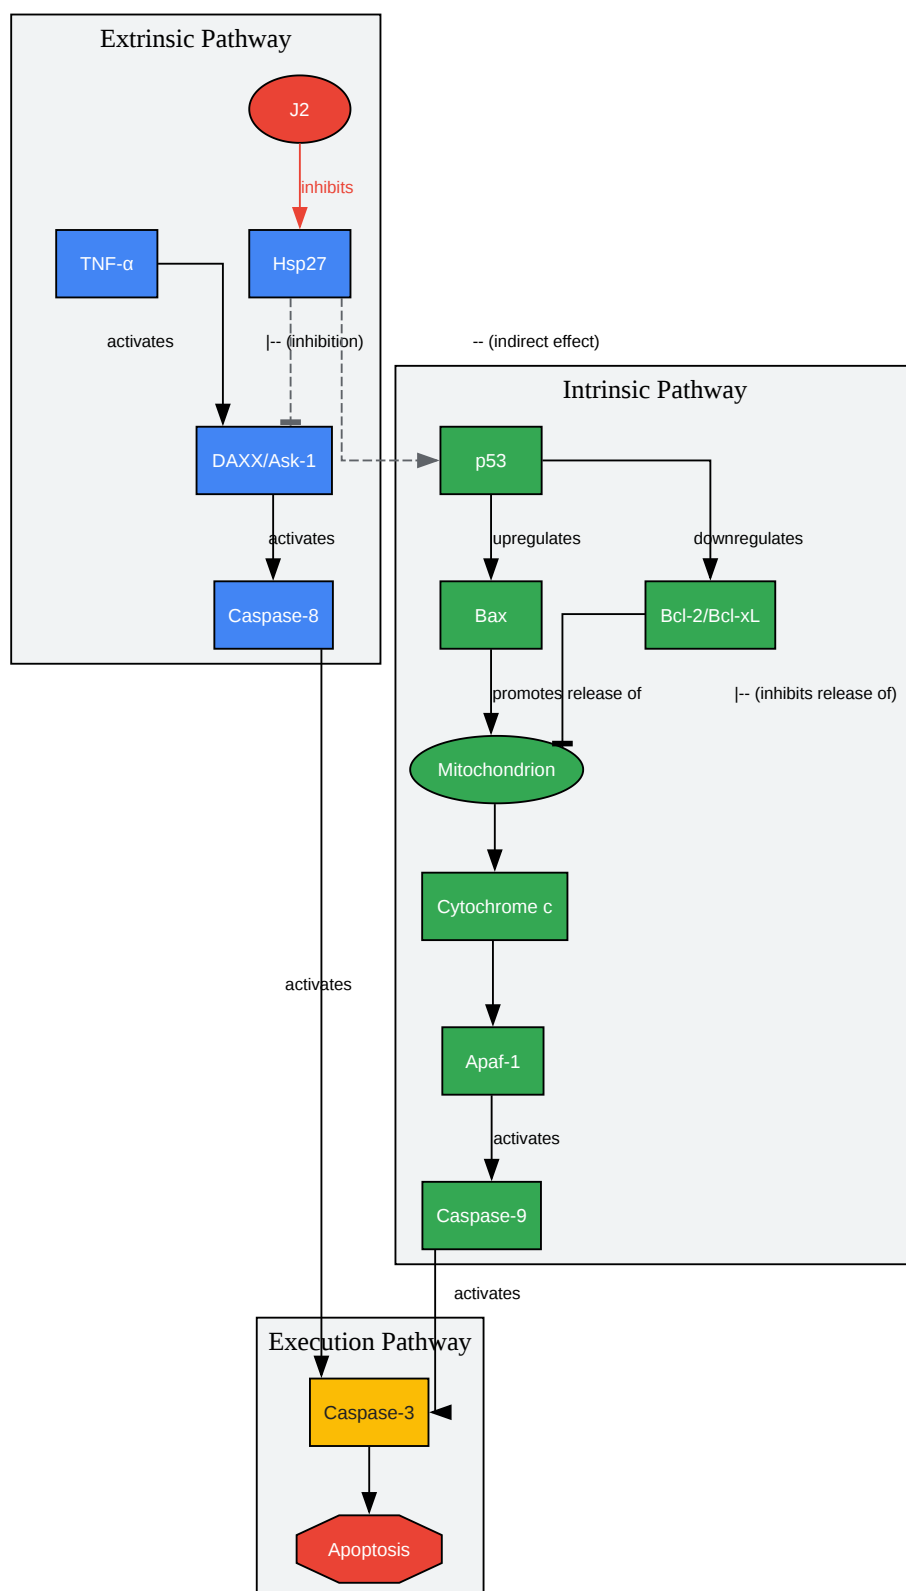 Extrinsic Pathway
J2
inhibits
TNF-α
Hsp27
activates
|-- (inhibition)
-- (indirect effect)
Intrinsic Pathway
DAXX/Ask-1
p53
activates
upregulates
downregulates
Caspase-8
Bax
Bcl-2/Bcl-xL
promotes release of
|-- (inhibits release of)
Mitochondrion
Cytochrome c
activates
Apaf-1
activates
Caspase-9
activates
Execution Pathway
Caspase-3
Apoptosis